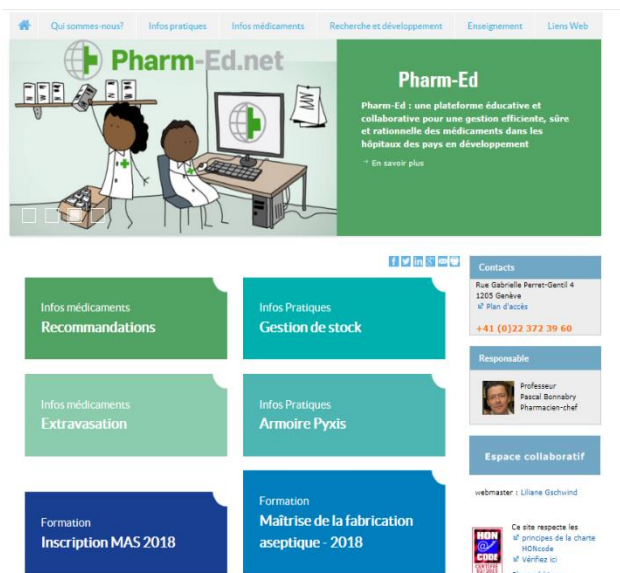 Qui sommes-nous? Infos pratiques Infos médicaments Recherche et développement Enseignement Liens Web
Pharm-Ed.net
Pharm-Ed
Pharm-Ed : une plateforme éducative et
collaborative pour une gestion efficiente, sûre
et rationnelle des médicaments dans les
hôpitaux des pays en développement
En savoir plus
Infos médicaments
Recommandations
Infos Pratiques
Gestion de stock
Infos médicaments
Extravasation
Infos Pratiques
Armoire Pyxis
Formation
Inscription MAS 2018
Formation
Maîtrise de la fabrication
aseptique - 2018
Contacts
Rue Gabrielle Perret-Gentil 4
1205 Genève
Plan d'accès
+41 (0)22 372 39 60
Responsable
Professeur
Pascal Bonnabry
Pharmacien-chef
Espace collaboratif
webmaster : Liliane Gschwind
HON
@
CODE
Ce site respecte les
principes de la charte
HONcode
Vérifiez ici